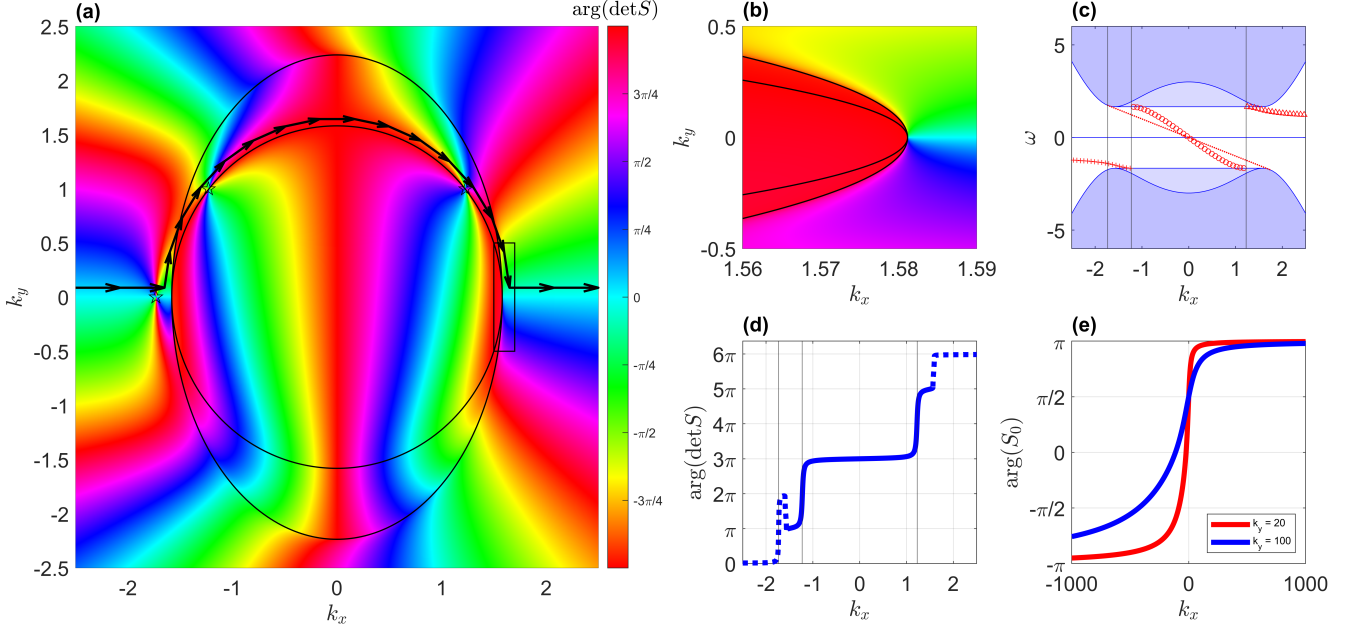 (a)
arg(detS)
2.5
2
1.5
1
0.5
0
-0.5
-1
-1.5
-2
-2.5
k_y
-2
-1
0
1
2
k_x
3π/4
π/2
π/4
0
-π/4
-π/2
-3π/4
(b)
0.5
0
-0.5
k_y
1.56
1.57
1.58
1.59
k_x
(c)
5
0
-5
ω
-2
-1
0
1
2
k_x
(d)
6π
5π
4π
3π
2π
π
0
arg(detS)
-2
-1
0
1
2
k_x
(e)
π
π/2
0
-π/2
-π
arg(S_0)
k_y = 20
k_y = 100
-1000
0
1000
k_x